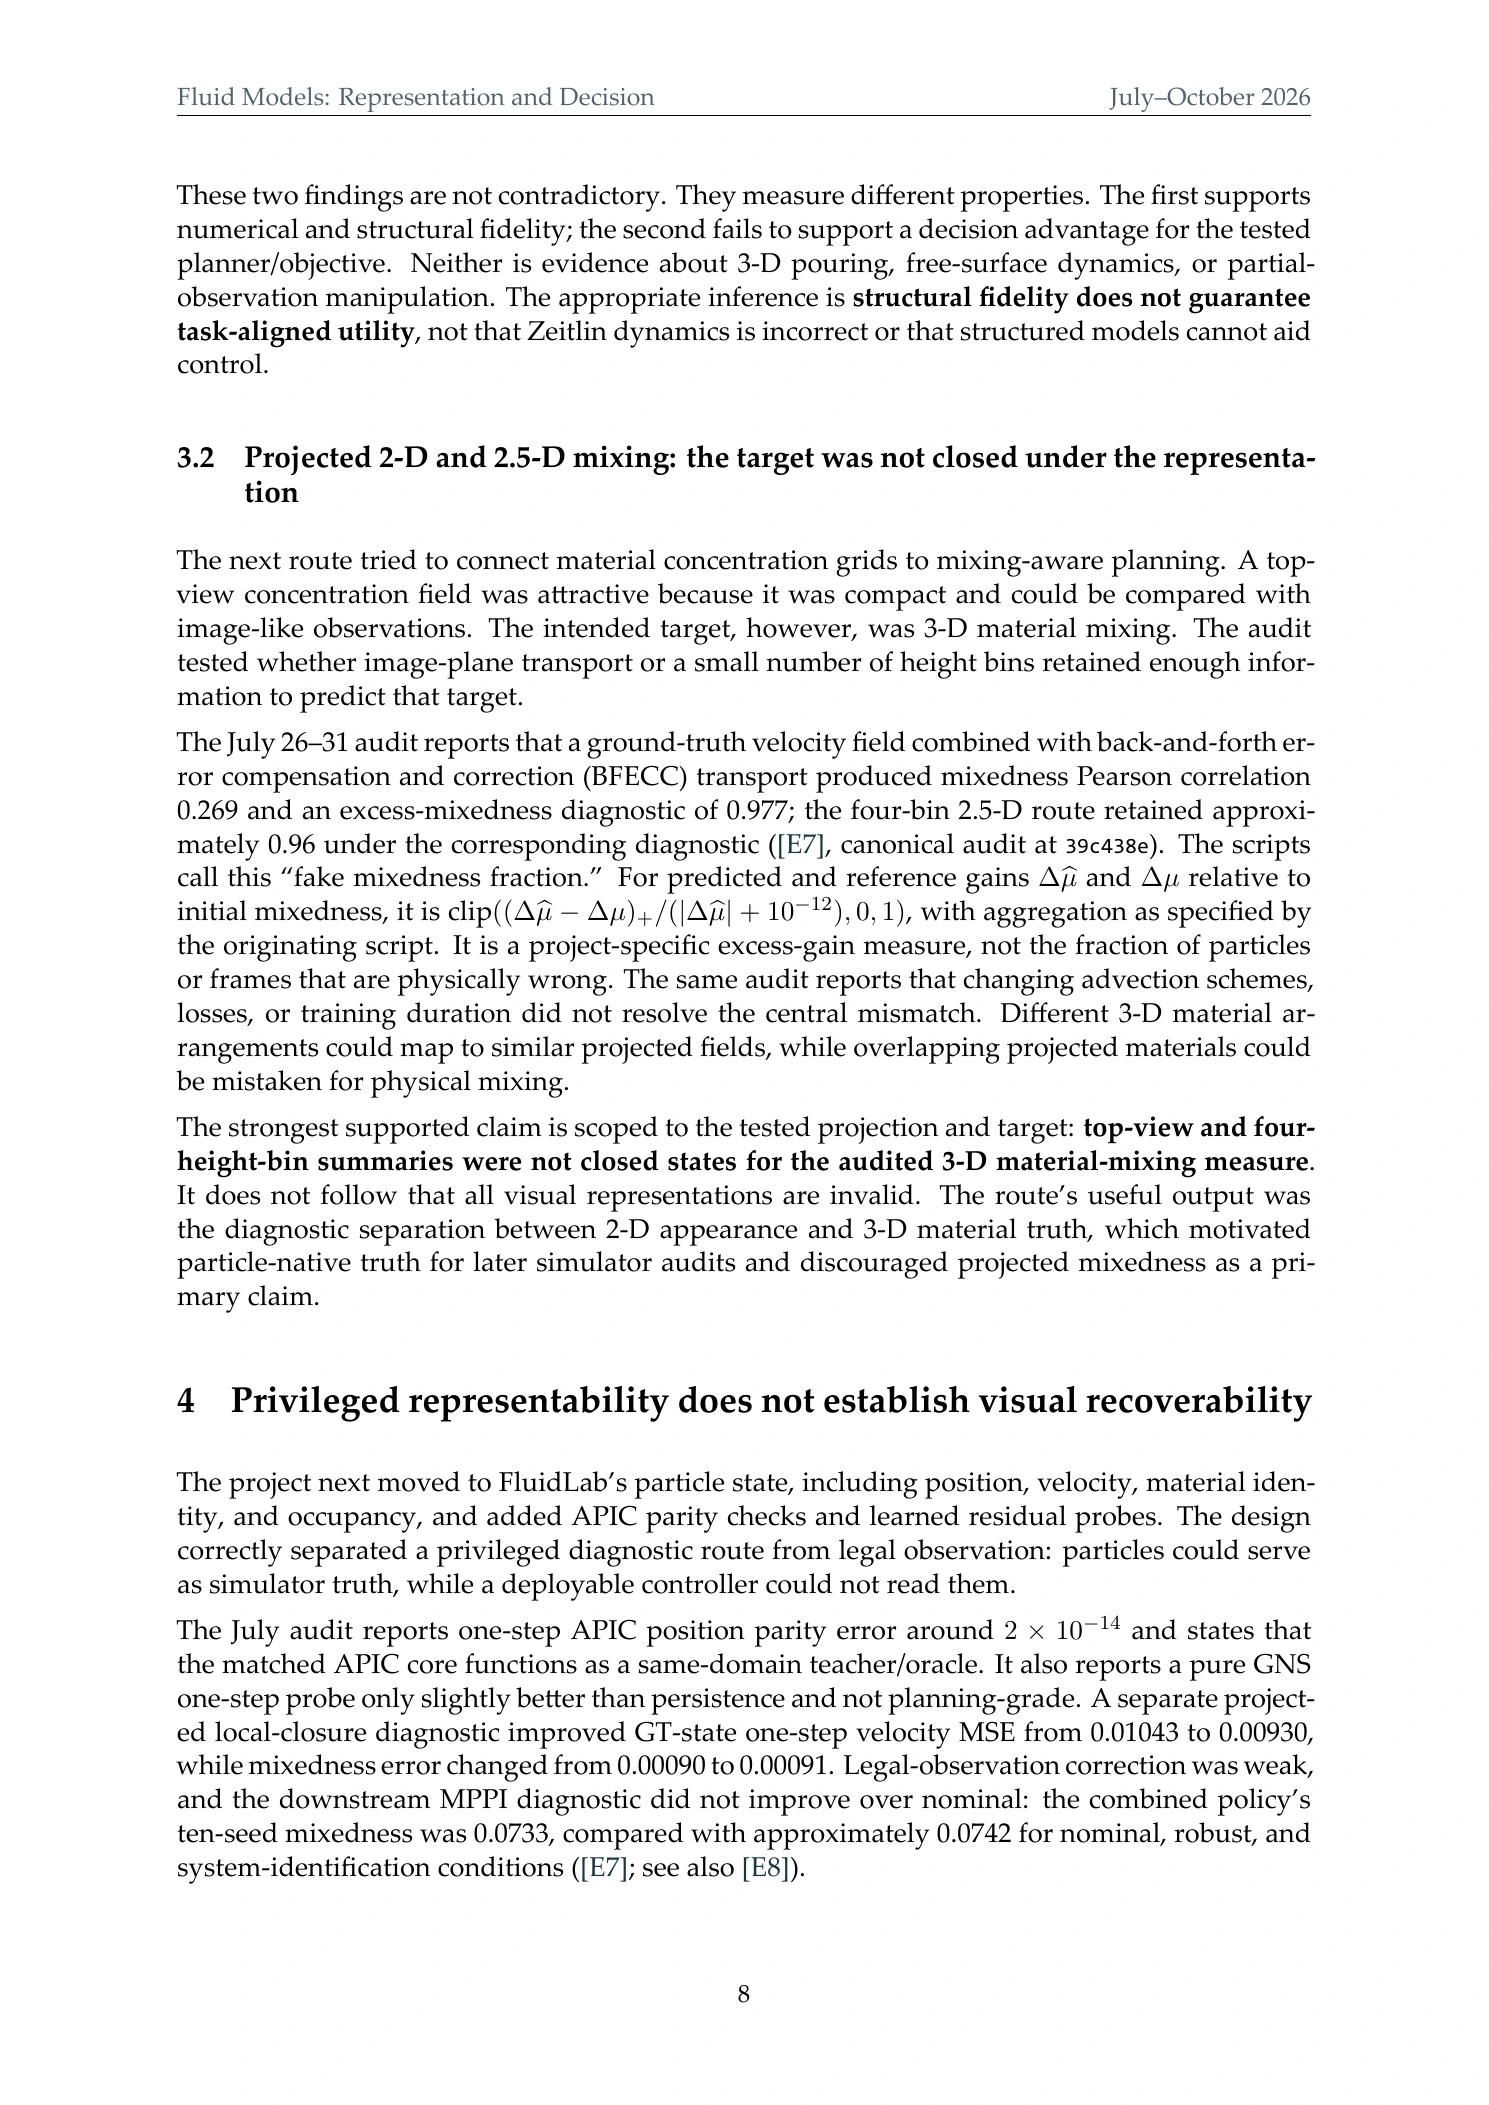 Fluid Models: Representation and Decision July–October 2026
These two findings are not contradictory. They measure different properties. The first supports
numerical and structural fidelity; the second fails to support a decision advantage for the tested
planner/objective. Neither is evidence about 3-D pouring, free-surface dynamics, or partial-
observation manipulation. The appropriate inference is structural fidelity does not guarantee
task-aligned utility, not that Zeitlin dynamics is incorrect or that structured models cannot aid
control.
3.2 Projected 2-D and 2.5-D mixing: the target was not closed under the representa-
tion
The next route tried to connect material concentration grids to mixing-aware planning. A top-
view concentration field was attractive because it was compact and could be compared with
image-like observations. The intended target, however, was 3-D material mixing. The audit
tested whether image-plane transport or a small number of height bins retained enough infor-
mation to predict that target.
The July 26–31 audit reports that a ground-truth velocity field combined with back-and-forth er-
ror compensation and correction (BFECC) transport produced mixedness Pearson correlation
0.269 and an excess-mixedness diagnostic of 0.977; the four-bin 2.5-D route retained approxi-
mately 0.96 under the corresponding diagnostic ([E7], canonical audit at 39c438e). The scripts
call this “fake mixedness fraction.” For predicted and reference gains Δμ̂ and Δμ relative to
initial mixedness, it is clip((Δμ̂ − Δμ)₊/(|Δμ̂| + 10⁻¹²), 0, 1), with aggregation as specified by
the originating script. It is a project-specific excess-gain measure, not the fraction of particles
or frames that are physically wrong. The same audit reports that changing advection schemes,
losses, or training duration did not resolve the central mismatch. Different 3-D material ar-
rangements could map to similar projected fields, while overlapping projected materials could
be mistaken for physical mixing.
The strongest supported claim is scoped to the tested projection and target: top-view and four-
height-bin summaries were not closed states for the audited 3-D material-mixing measure.
It does not follow that all visual representations are invalid. The route’s useful output was
the diagnostic separation between 2-D appearance and 3-D material truth, which motivated
particle-native truth for later simulator audits and discouraged projected mixedness as a pri-
mary claim.
4 Privileged representability does not establish visual recoverability
The project next moved to FluidLab’s particle state, including position, velocity, material iden-
tity, and occupancy, and added APIC parity checks and learned residual probes. The design
correctly separated a privileged diagnostic route from legal observation: particles could serve
as simulator truth, while a deployable controller could not read them.
The July audit reports one-step APIC position parity error around 2 × 10⁻¹⁴ and states that
the matched APIC core functions as a same-domain teacher/oracle. It also reports a pure GNS
one-step probe only slightly better than persistence and not planning-grade. A separate project-
ed local-closure diagnostic improved GT-state one-step velocity MSE from 0.01043 to 0.00930,
while mixedness error changed from 0.00090 to 0.00091. Legal-observation correction was weak,
and the downstream MPPI diagnostic did not improve over nominal: the combined policy’s
ten-seed mixedness was 0.0733, compared with approximately 0.0742 for nominal, robust, and
system-identification conditions ([E7]; see also [E8]).
8